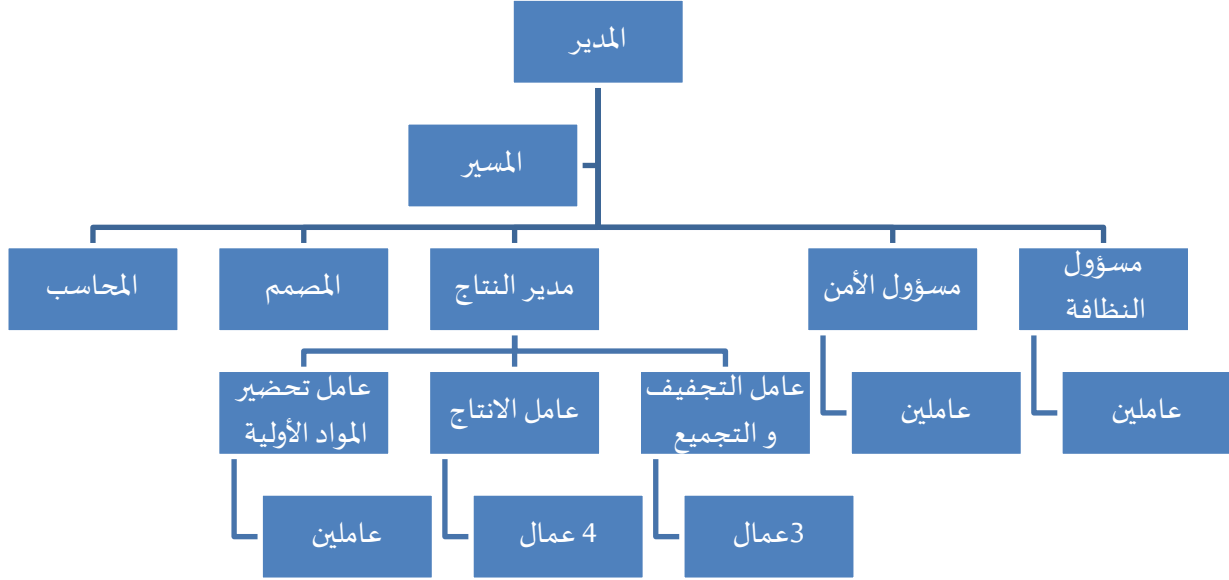 المدير
المسير
مسؤول
النظافة
مسؤول الأمن
مدير النتاج
المصمم
المحاسب
عامل التجفيف
و التجميع
عامل الانتاج
عامل تحضير
المواد الأولية
عاملين
عاملين
3عمال
4 عمال
عاملين